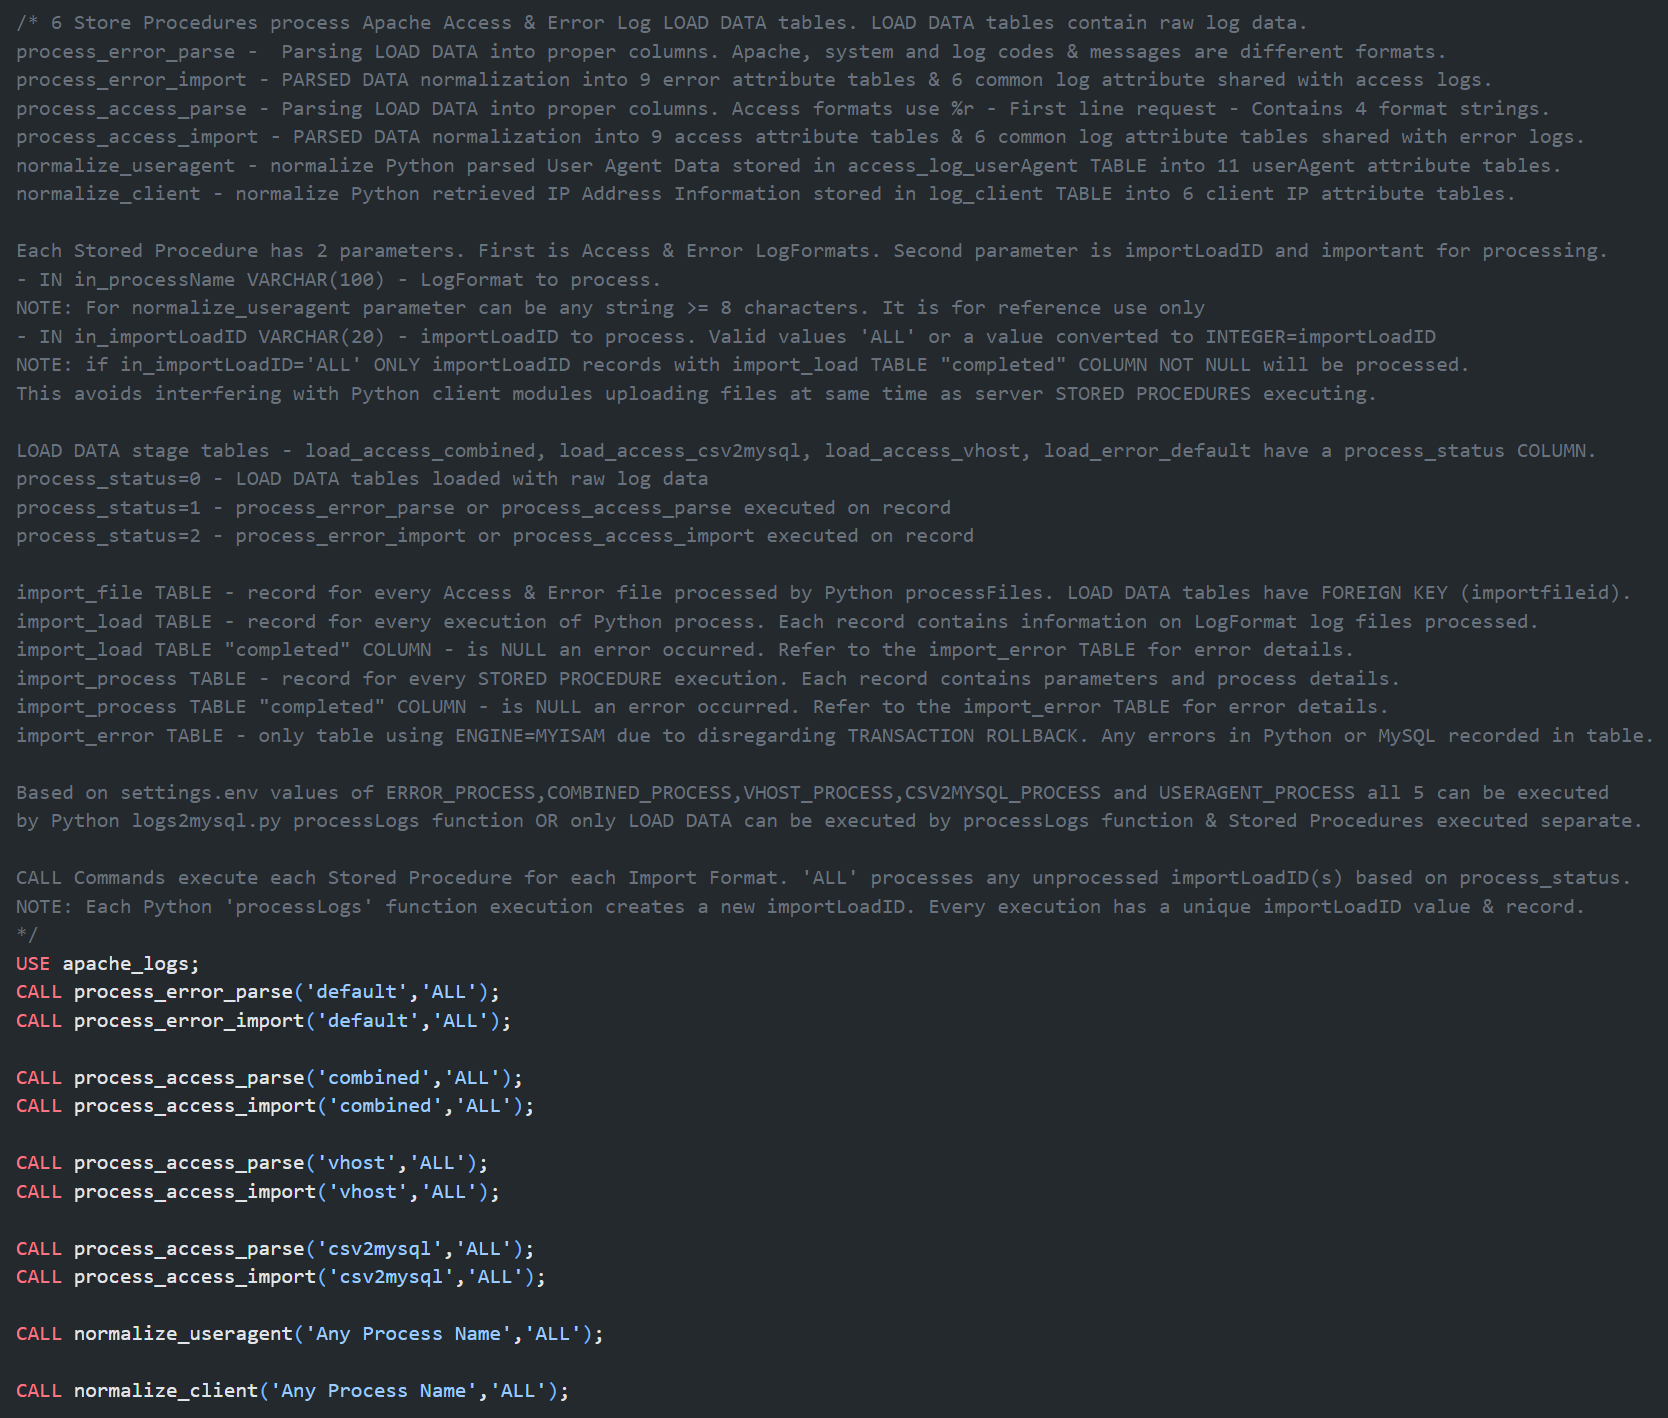 /* 6 Store Procedures process Apache Access & Error Log LOAD DATA tables. LOAD DATA tables contain raw log data.
process_error_parse -  Parsing LOAD DATA into proper columns. Apache, system and log codes & messages are different formats.
process_error_import - PARSED DATA normalization into 9 error attribute tables & 6 common log attribute shared with access logs.
process_access_parse - Parsing LOAD DATA into proper columns. Access formats use %r - First line request - Contains 4 format strings.
process_access_import - PARSED DATA normalization into 9 access attribute tables & 6 common log attribute tables shared with error logs.
normalize_useragent - normalize Python parsed User Agent Data stored in access_log_userAgent TABLE into 11 userAgent attribute tables.
normalize_client - normalize Python retrieved IP Address Information stored in log_client TABLE into 6 client IP attribute tables.

Each Stored Procedure has 2 parameters. First is Access & Error LogFormats. Second parameter is importLoadID and important for processing.
- IN in_processName VARCHAR(100) - LogFormat to process.
NOTE: For normalize_useragent parameter can be any string >= 8 characters. It is for reference use only
- IN in_importLoadID VARCHAR(20) - importLoadID to process. Valid values 'ALL' or a value converted to INTEGER=importLoadID
NOTE: if in_importLoadID='ALL' ONLY importLoadID records with import_load TABLE "completed" COLUMN NOT NULL will be processed.
This avoids interfering with Python client modules uploading files at same time as server STORED PROCEDURES executing.

LOAD DATA stage tables - load_access_combined, load_access_csv2mysql, load_access_vhost, load_error_default have a process_status COLUMN.
process_status=0 - LOAD DATA tables loaded with raw log data
process_status=1 - process_error_parse or process_access_parse executed on record
process_status=2 - process_error_import or process_access_import executed on record

import_file TABLE - record for every Access & Error file processed by Python processFiles. LOAD DATA tables have FOREIGN KEY (importfileid).
import_load TABLE - record for every execution of Python process. Each record contains information on LogFormat log files processed.
import_load TABLE "completed" COLUMN - is NULL an error occurred. Refer to the import_error TABLE for error details.
import_process TABLE - record for every STORED PROCEDURE execution. Each record contains parameters and process details.
import_process TABLE "completed" COLUMN - is NULL an error occurred. Refer to the import_error TABLE for error details.
import_error TABLE - only table using ENGINE=MYISAM due to disregarding TRANSACTION ROLLBACK. Any errors in Python or MySQL recorded in table.

Based on settings.env values of ERROR_PROCESS,COMBINED_PROCESS,VHOST_PROCESS,CSV2MYSQL_PROCESS and USERAGENT_PROCESS all 5 can be executed
by Python logs2mysql.py processLogs function OR only LOAD DATA can be executed by processLogs function & Stored Procedures executed separate.

CALL Commands execute each Stored Procedure for each Import Format. 'ALL' processes any unprocessed importLoadID(s) based on process_status.
NOTE: Each Python 'processLogs' function execution creates a new importLoadID. Every execution has a unique importLoadID value & record.
*/
USE apache_logs;
CALL process_error_parse('default','ALL');
CALL process_error_import('default','ALL');

CALL process_access_parse('combined','ALL');
CALL process_access_import('combined','ALL');

CALL process_access_parse('vhost','ALL');
CALL process_access_import('vhost','ALL');

CALL process_access_parse('csv2mysql','ALL');
CALL process_access_import('csv2mysql','ALL');

CALL normalize_useragent('Any Process Name','ALL');

CALL normalize_client('Any Process Name','ALL');